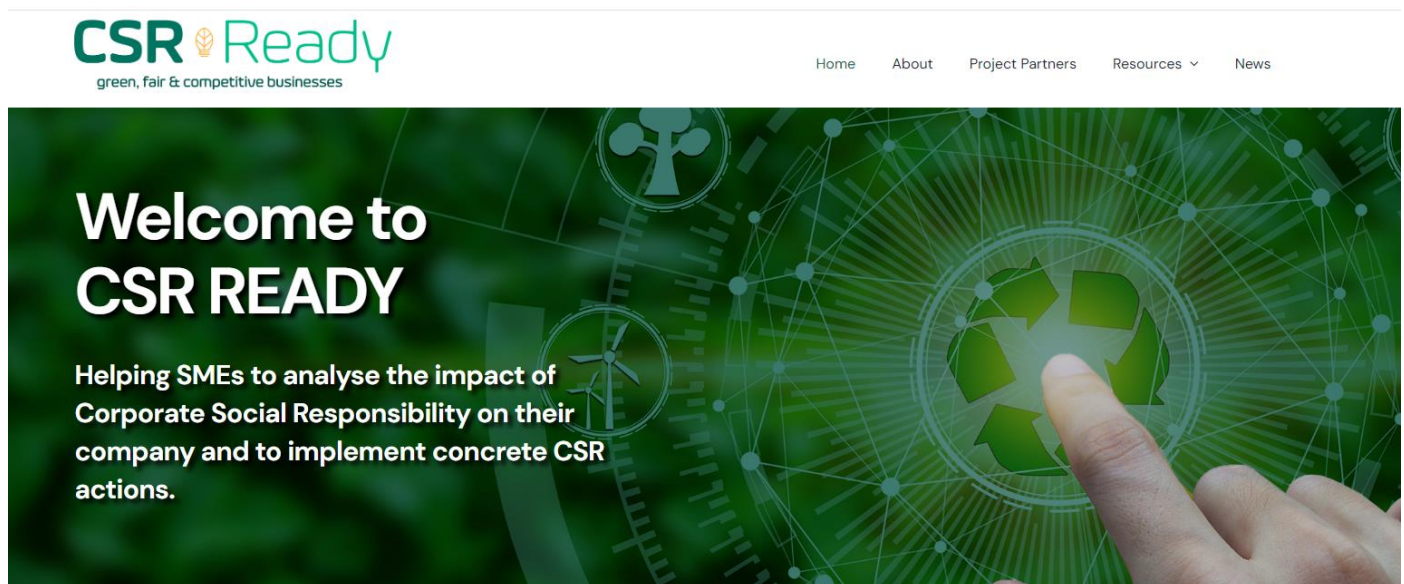 CSR Ready
green, fair & competitive businesses
Home About Project Partners Resources News
Welcome to
CSR READY
Helping SMEs to analyse the impact of
Corporate Social Responsibility on their
company and to implement concrete CSR
actions.